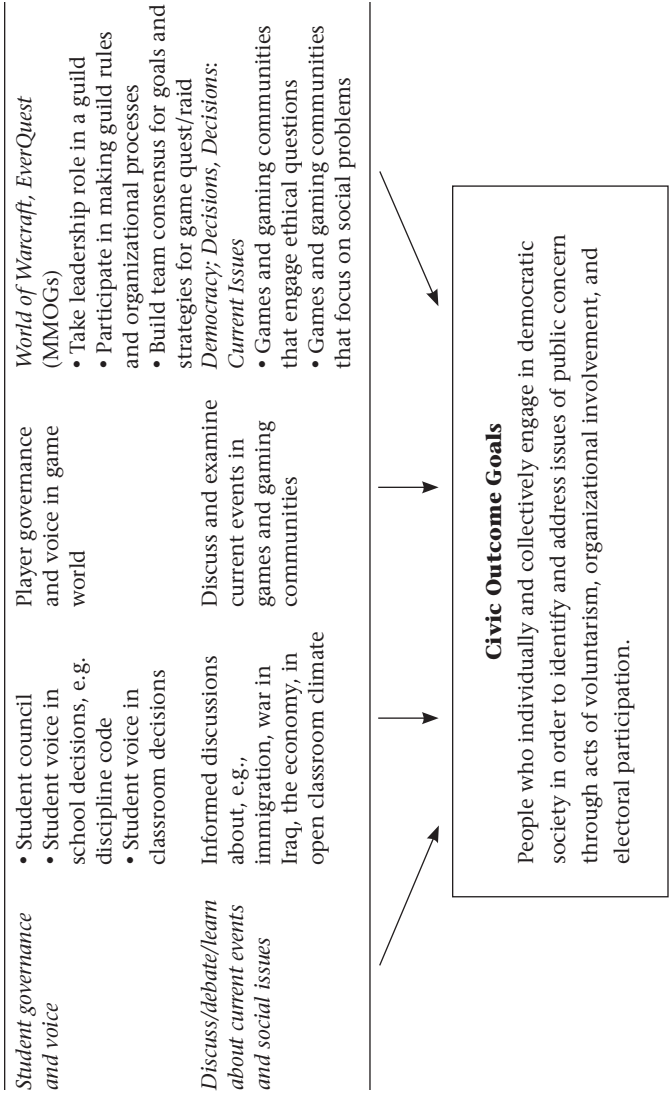 Student governance
and voice
• Student council
• Student voice in
school decisions, e.g.
discipline code
• Student voice in
classroom decisions
Player governance
and voice in game
world
World of Warcraft, EverQuest
(MMOGs)
• Take leadership role in a guild
• Participate in making guild rules
and organizational processes
• Build team consensus for goals and
strategies for game quest/raid
Discuss/debate/learn
about current events
and social issues
Informed discussions
about, e.g.,
immigration, war in
Iraq, the economy, in
open classroom climate
Discuss and examine
current events in
games and gaming
communities
Democracy; Decisions, Decisions:
Current Issues
• Games and gaming communities
that engage ethical questions
• Games and gaming communities
that focus on social problems
Civic Outcome Goals
People who individually and collectively engage in democratic
society in order to identify and address issues of public concern
through acts of voluntarism, organizational involvement, and
electoral participation.